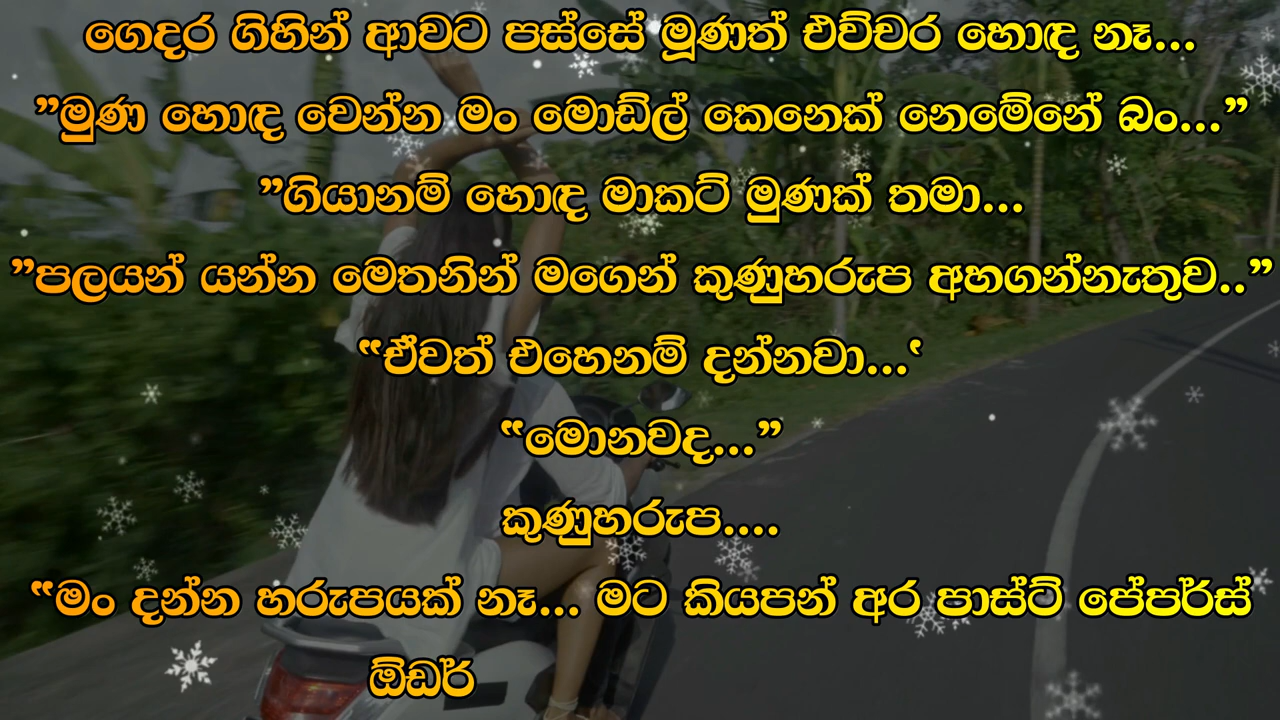 ගෙදර ගිහින් ආවට පස්සේ මූණත් එව්චර හොඳ නෑ...
”මුණ හොඳ වෙන්න මං මොඩ්ල් කෙනෙක් නෙමේනේ බං...”
”ගියානම් හොඳ මාකට් මුණක් තමා...
”පලයන් යන්න මෙතනින් මගෙන් කුණුහරුප අහගන්නැතුව..”
“ඒවත් එහෙනම් දන්නවා...‘
“මොනවද...”
කුණුහරුප....
“මං දන්න හරුපයක් නෑ... මට කියපන් අර පාස්ට් පේපර්ස්
ඕඩර්